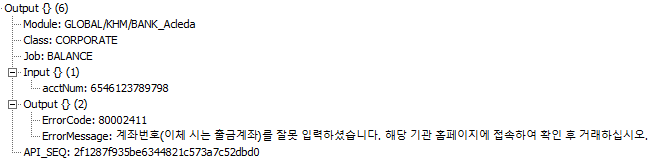 Output {} (6)
Module: GLOBAL/KHM/BANK_Acleda
Class: CORPORATE
Job: BALANCE
Input {} (1)
acctNum: 6546123789798
Output {} (2)
ErrorCode: 80002411
ErrorMessage: 계좌번호(이체 시는 출금계좌)를 잘못 입력하셨습니다. 해당 기관 홈페이지에 접속하여 확인 후 거래하십시오.
API_SEQ: 2f1287f935be6344821c573a7c52dbd0